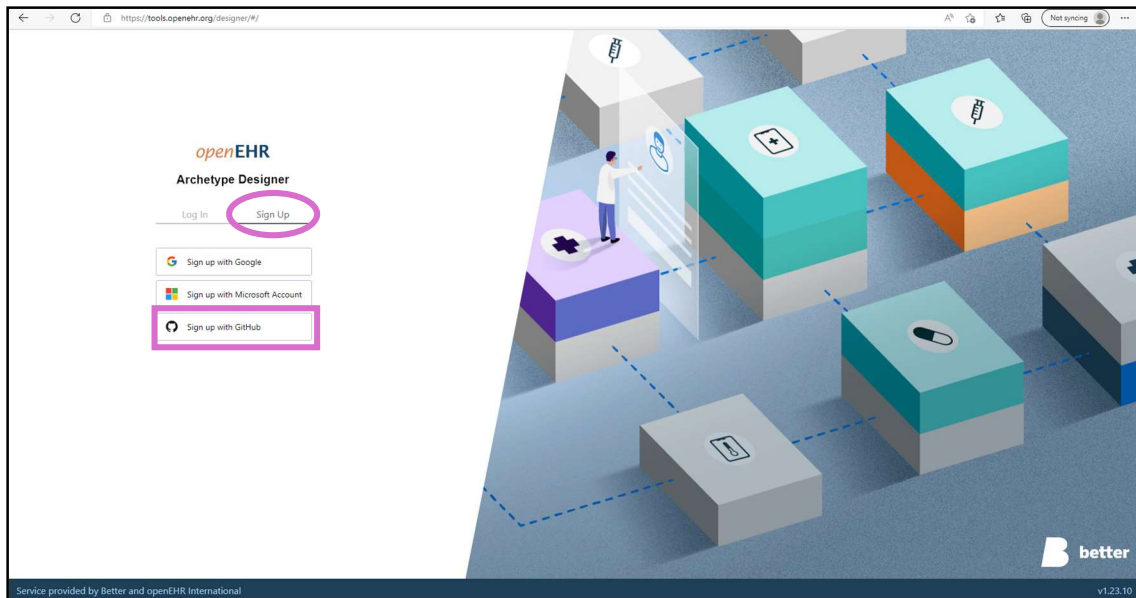 https://tools.openehr.org/designer/#/
Not syncing
openEHR
Archetype Designer
Log In
Sign Up
Sign up with Google
Sign up with Microsoft Account
Sign up with GitHub
better
Service provided by Better and openEHR International
v1.23.10